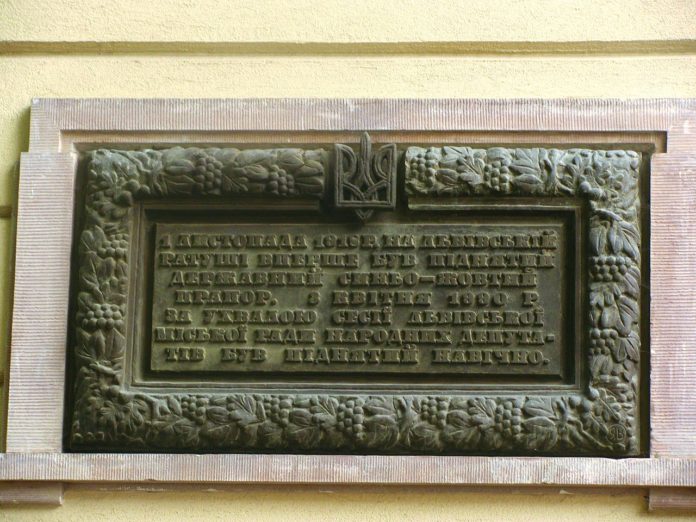 1 ЛИСТОПАДА 1918 Р. НА ЛЬВІВСЬКІЙ
РАТУШІ ВПЕРШЕ БУВ ПІДНЯТИЙ
ДЕРЖАВНИЙ СИНЬО-ЖОВТИЙ
ПРАПОР. 3 КВІТНЯ 1990 Р.
ЗА УХВАЛОЮ СЕСІЇ ЛЬВІВСЬКОЇ
МІСЬКОЇ РАДИ НАРОДНИХ ДЕПУТА-
ТІВ БУВ ПІДНЯТИЙ НАВІЧНО.